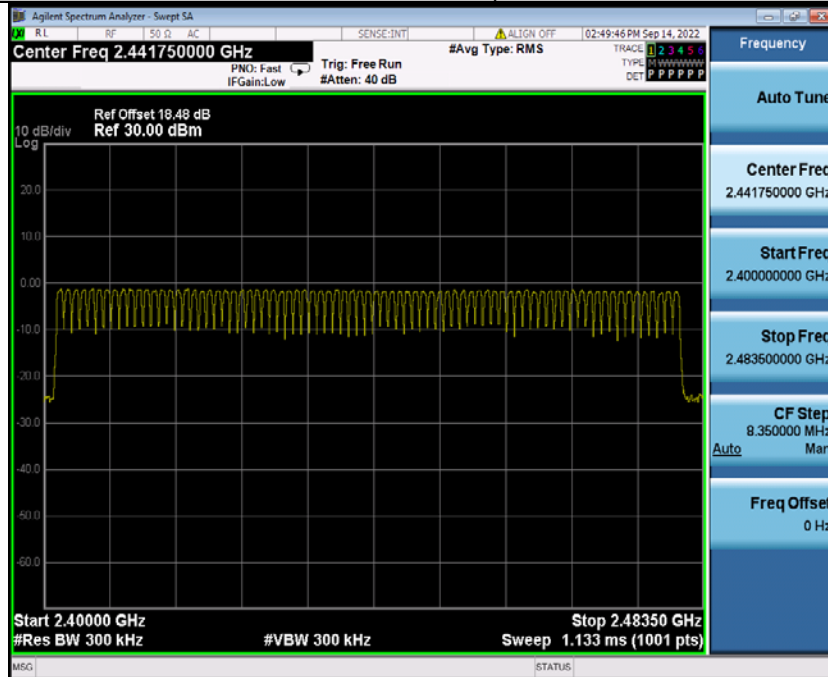 Agilent Spectrum Analyzer - Swept SA
RL RF 50 Ω AC SENSE:INT ALIGN OFF 02:49:46 PM Sep 14, 2022
Center Freq 2.441750000 GHz
#Avg Type: RMS
TRACE 1 2 3 4 5 6
PNO: Fast Trig: Free Run
TYPE M WWWWW
IFGain:Low #Atten: 40 dB
DET P P P P P P
Ref Offset 18.48 dB
10 dB/div Ref 30.00 dBm
Log
20.0
10.0
0.00
-10.0
-20.0
-30.0
-40.0
-50.0
-60.0
Start 2.40000 GHz Stop 2.48350 GHz
#Res BW 300 kHz #VBW 300 kHz Sweep 1.133 ms (1001 pts)
MSG STATUS
Frequency
Auto Tune
Center Freq
2.441750000 GHz
Start Freq
2.400000000 GHz
Stop Freq
2.483500000 GHz
CF Step
8.350000 MHz
Auto Man
Freq Offset
0 Hz